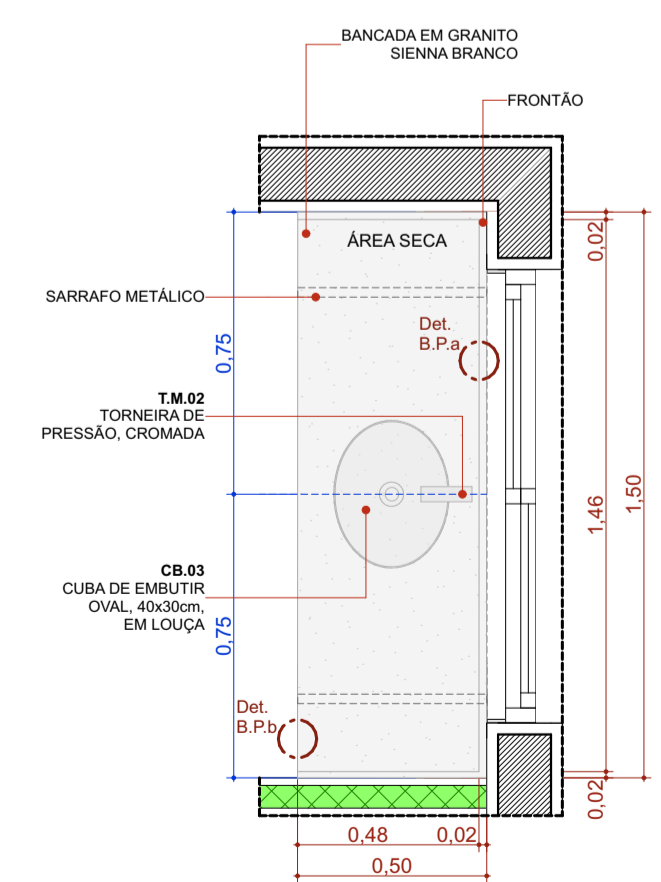 BANCADA EM GRANITO
SIENNA BRANCO
FRONTÃO
ÁREA SECA
0,02
SARRAFO METÁLICO
Det.
B.P.a
0,75
T.M.02
TORNEIRA DE
PRESSÃO, CROMADA
1,46
1,50
CB.03
CUBA DE EMBUTIR
OVAL, 40x30cm,
EM LOUÇA
0,75
Det.
B.P.b
0,02
0,48
0,02
0,50